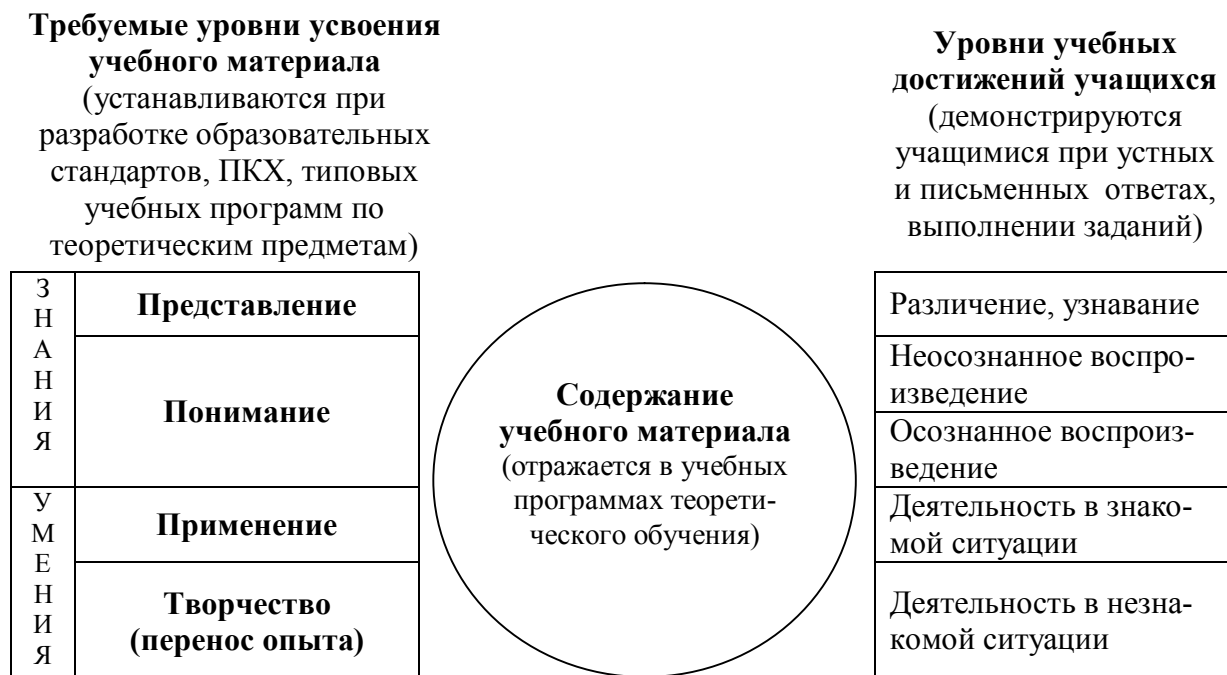 Требуемые уровни усвоения
учебного материала
(устанавливаются при
разработке образовательных
стандартов, ПКХ, типовых
учебных программ по
теоретическим предметам)
Уровни учебных
достижений учащихся
(демонстрируются
учащимися при устных
и письменных ответах,
выполнении заданий)
З
Н
А
Н
И
Я
Представление
Понимание
У
М
Е
Н
И
Я
Применение
Творчество
(перенос опыта)
Содержание
учебного материала
(отражается в учебных
программах теорети-
ческого обучения)
Различение, узнавание
Неосознанное воспро-
изведение
Осознанное воспроиз-
ведение
Деятельность в знако-
мой ситуации
Деятельность в незна-
комой ситуации